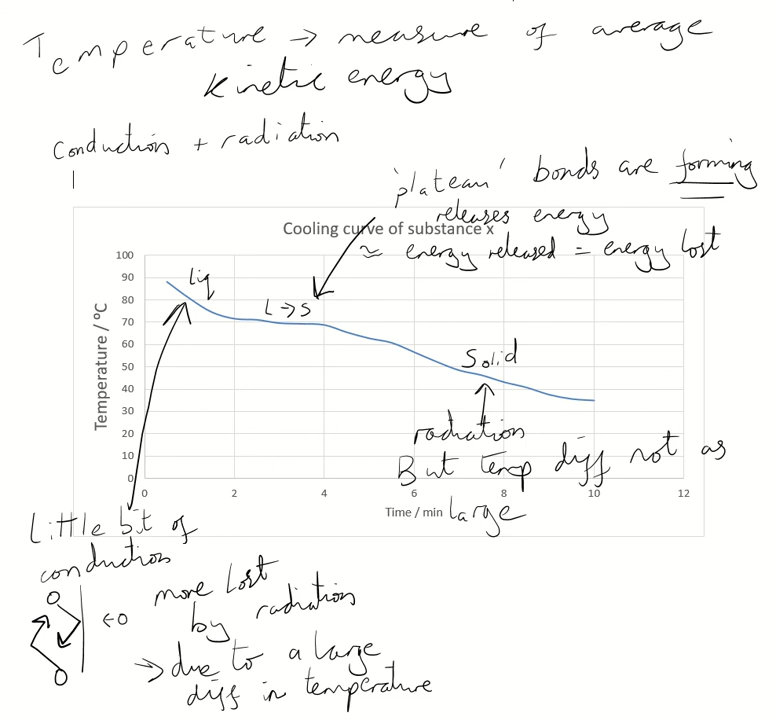 Temperature → measure of average
kinetic energy
Conduction + radiation
'plateau' bonds are forming
releases energy
Cooling curve of substance x
≈ energy released = energy lost
100
90
80
70
60
50
40
30
20
10
0
Temperature / °C
Liq
L→S
Solid
radiation
But temp diff not as
large
0
2
4
6
8
10
12
Time / min
Little bit of
conduction
more lost
by radiation
→ due to a large
diff in temperature